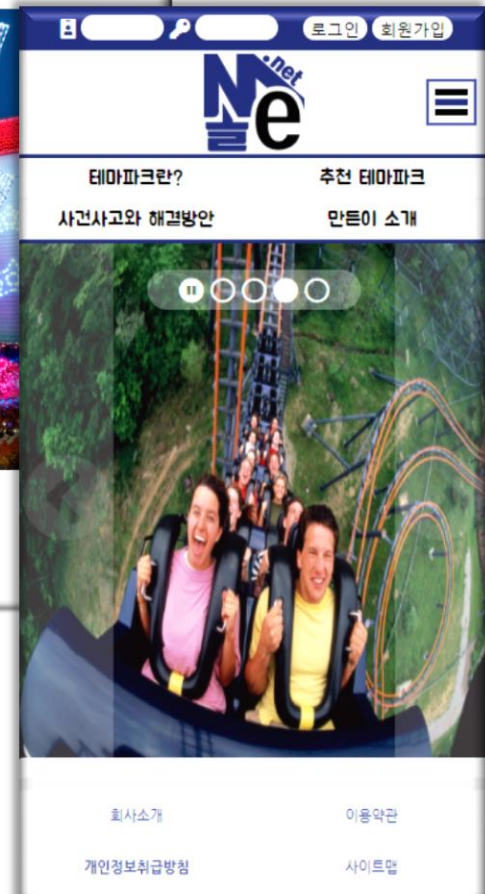 로그인 회원가입
Me.net
솔
테마파크란? 추천 테마파크
사건사고와 해결방안 만든이 소개
회사소개 이용약관
개인정보취급방침 사이트맵